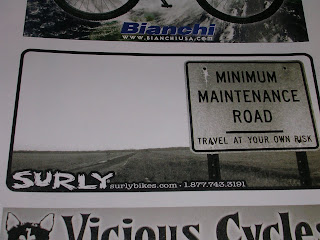 Bianchi
WWW.BIANCHIUSA.COM
MINIMUM
MAINTENANCE
ROAD
TRAVEL AT YOUR OWN RISK
SURLY surlybikes.com · 1.877.743.3191
Vicious Cycle